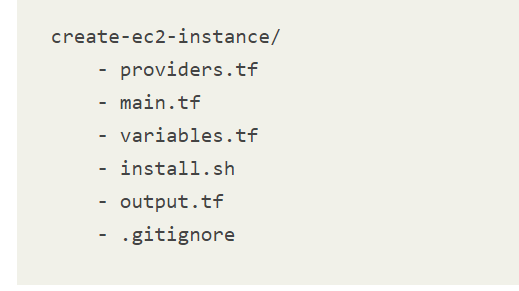 create-ec2-instance/
- providers.tf
- main.tf
- variables.tf
- install.sh
- output.tf
- .gitignore